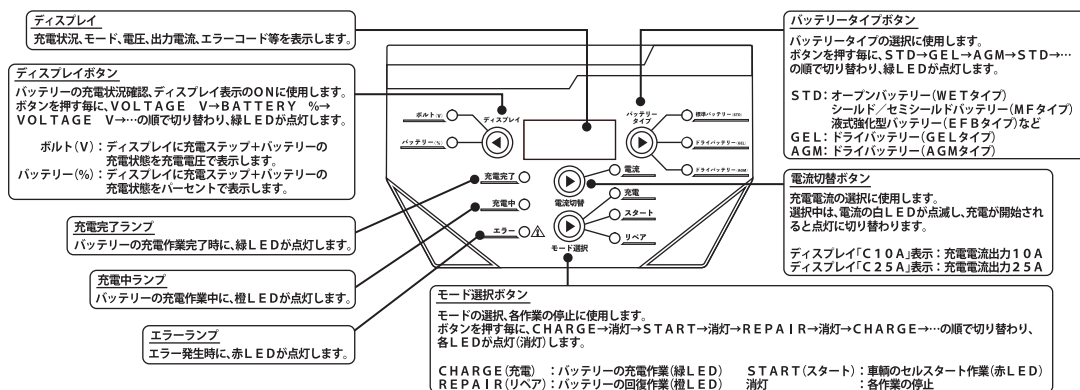 ディスプレイ
充電状況、モード、電圧、出力電流、エラーコード等を表示します。
ディスプレイボタン
バッテリーの充電状況確認、ディスプレイ表示のONに使用します。
ボタンを押す毎に、VOLTAGE V→BATTERY %→
VOLTAGE V→…の順で切り替わり、緑LEDが点灯します。
ボルト(V):ディスプレイに充電ステップ+バッテリーの
充電状態を充電電圧で表示します。
バッテリー(%):ディスプレイに充電ステップ+バッテリーの
充電状態をパーセントで表示します。
充電完了ランプ
バッテリーの充電作業完了時に、緑LEDが点灯します。
充電中ランプ
バッテリーの充電作業中に、橙LEDが点灯します。
エラーランプ
エラー発生時に、赤LEDが点灯します。
ボルト(V)
ディスプレイ
バッテリー(%)
充電完了
充電中
エラー
バッテリー
タイプ
標準バッテリー(STD)
ドライバッテリー(GEL)
ドライバッテリー(AGM)
電流
電流切替
充電
スタート
リペア
モード選択
バッテリータイプボタン
バッテリータイプの選択に使用します。
ボタンを押す毎に、STD→GEL→AGM→STD→…
の順で切り替わり、緑LEDが点灯します。
STD:オープンバッテリー(WETタイプ)
シールド/セミシールドバッテリー(MFタイプ)
液式強化型バッテリー(EFBタイプ)など
GEL:ドライバッテリー(GELタイプ)
AGM:ドライバッテリー(AGMタイプ)
電流切替ボタン
充電電流の選択に使用します。
選択中は、電流の白LEDが点滅し、充電が開始され
ると点灯に切り替わります。
ディスプレイ「C10A」表示:充電電流出力10A
ディスプレイ「C25A」表示:充電電流出力25A
モード選択ボタン
モードの選択、各作業の停止に使用します。
ボタンを押す毎に、CHARGE→消灯→START→消灯→REPAIR→消灯→CHARGE→…の順で切り替わり、
各LEDが点灯(消灯)します。
CHARGE(充電) :バッテリーの充電作業(緑LED) START(スタート):車輌のセルスタート作業(赤LED)
REPAIR(リペア):バッテリーの回復作業(橙LED) 消灯 :各作業の停止